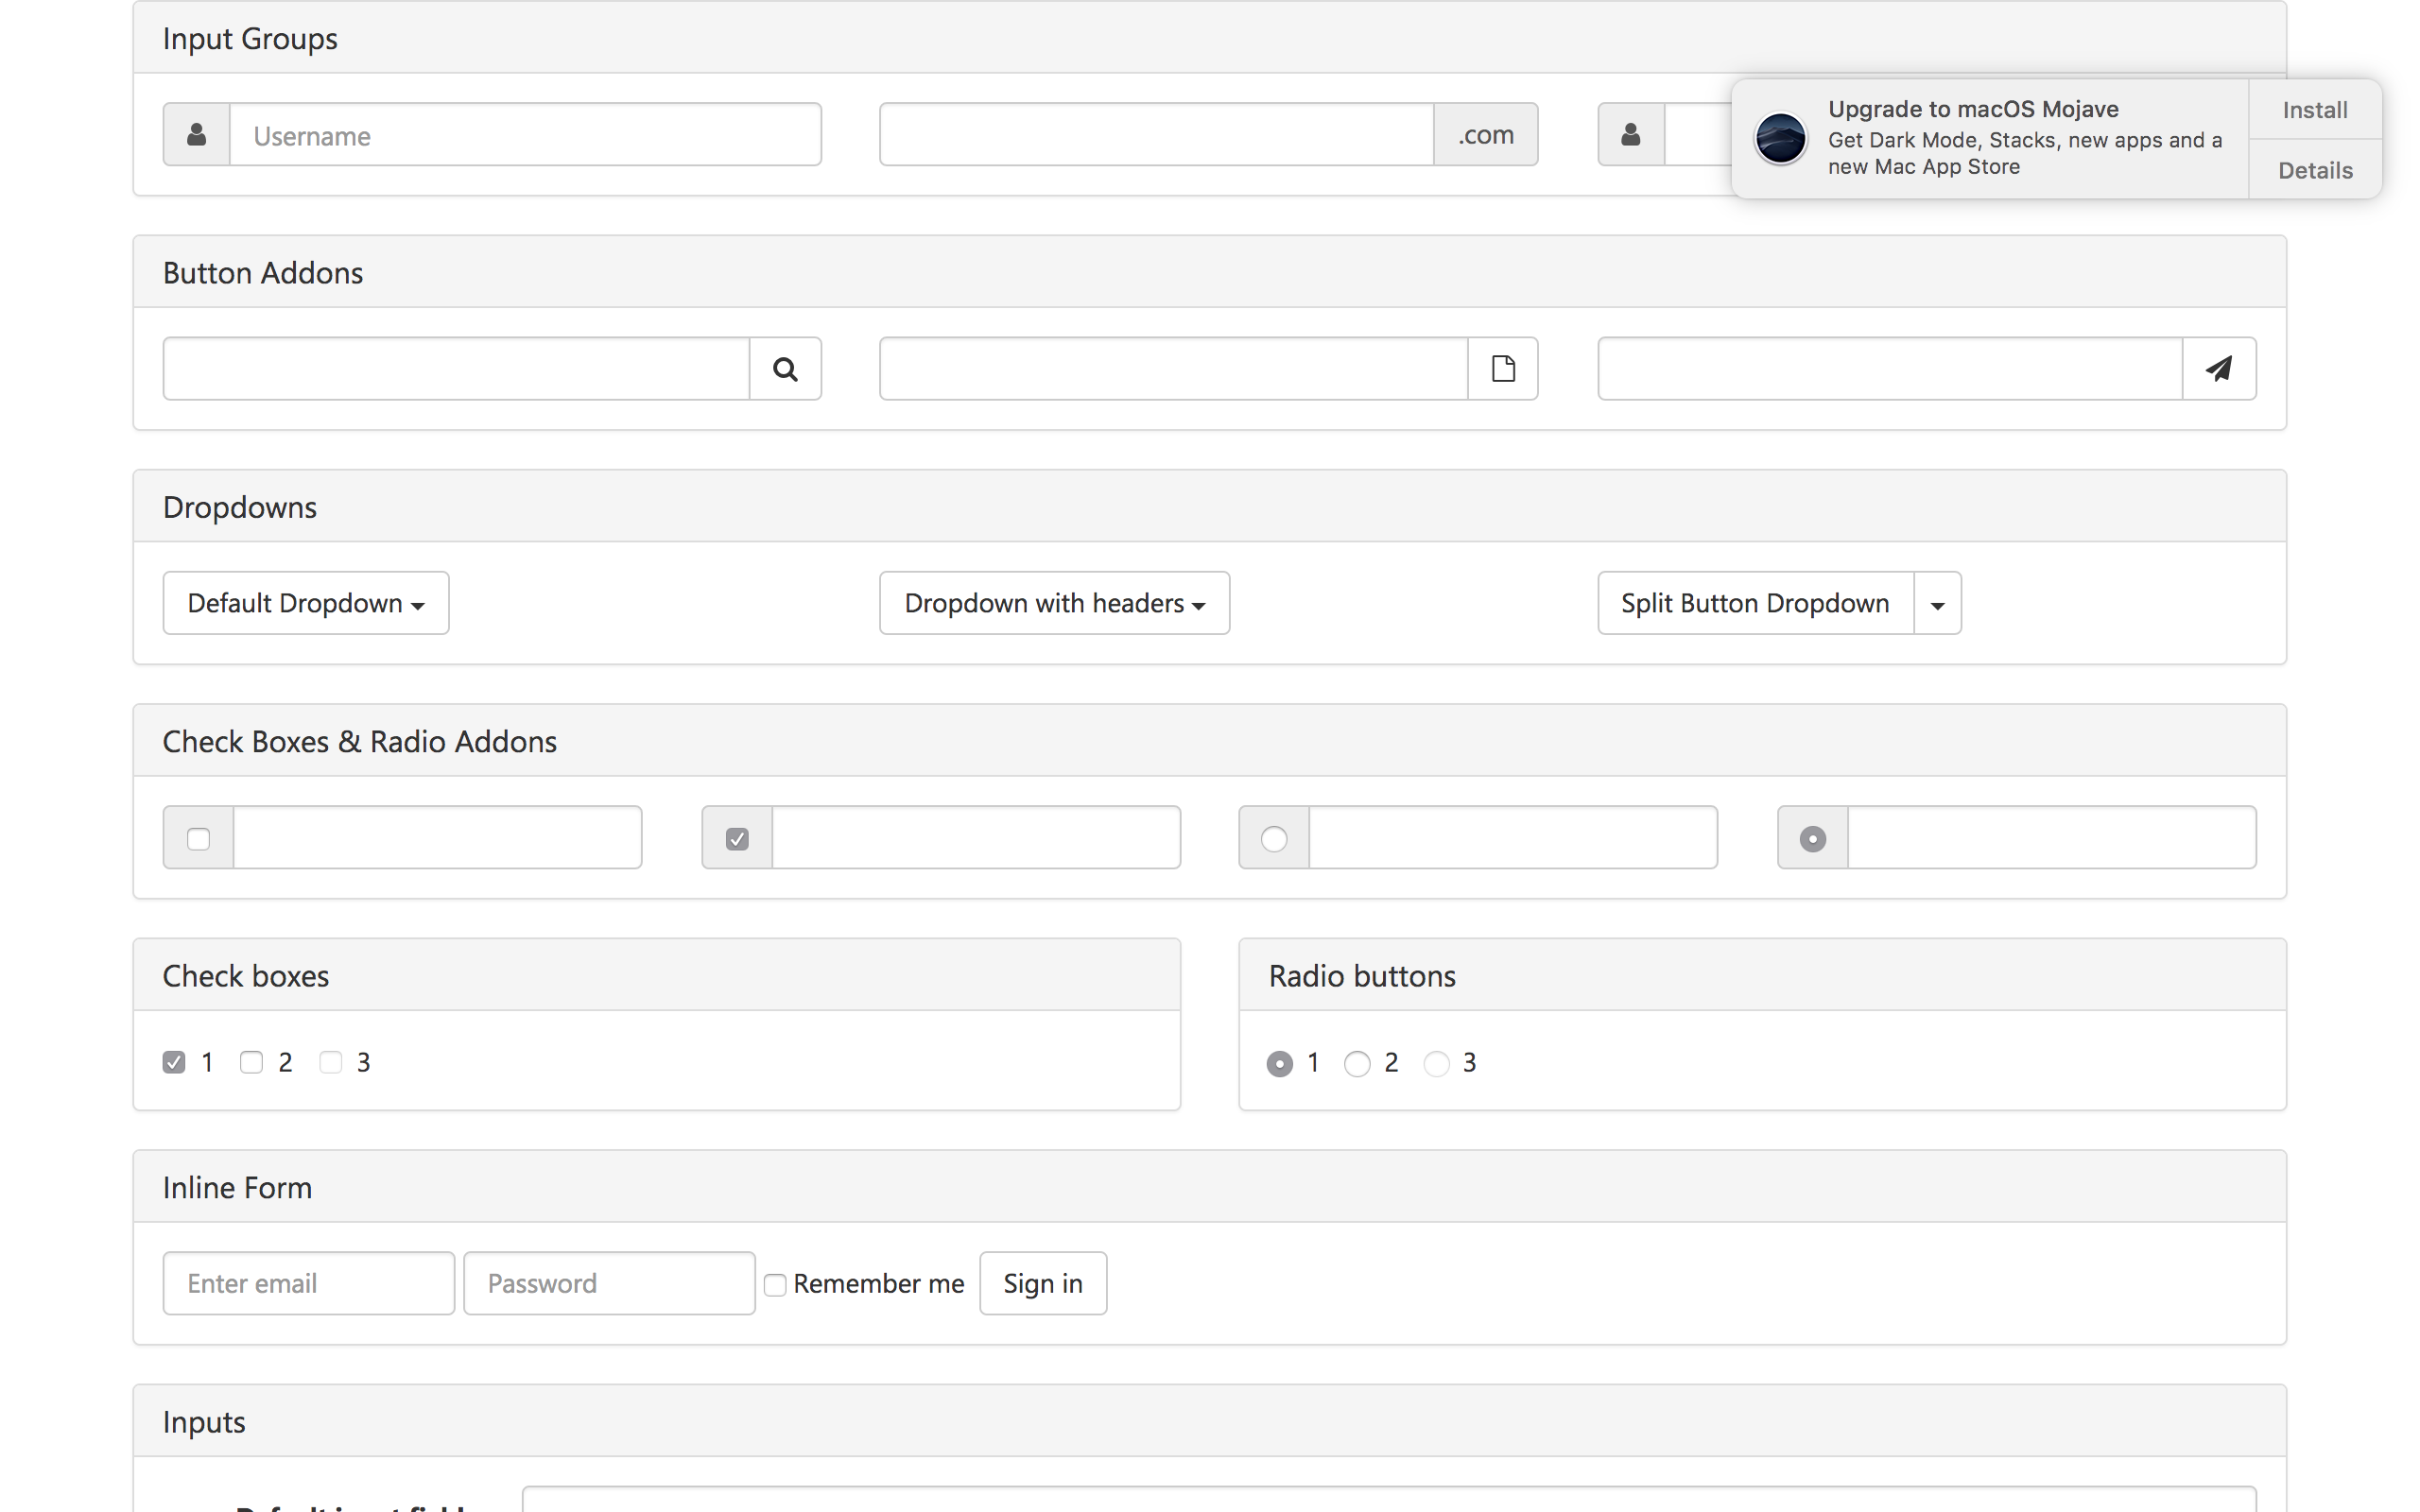 Input Groups
Username
.com
Upgrade to macOS Mojave
Get Dark Mode, Stacks, new apps and a
new Mac App Store
Install
Details
Button Addons
Dropdowns
Default Dropdown
Dropdown with headers
Split Button Dropdown
Check Boxes & Radio Addons
Check boxes
Radio buttons
1 2 3
1 2 3
Inline Form
Enter email
Password
Remember me
Sign in
Inputs